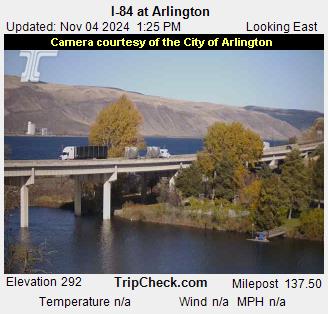 I-84 at Arlington
Updated: Nov 04 2024 1:25 PM Looking East
Camera courtesy of the City of Arlington
Elevation 292 TripCheck.com Milepost 137.50
Temperature n/a Wind n/a MPH n/a